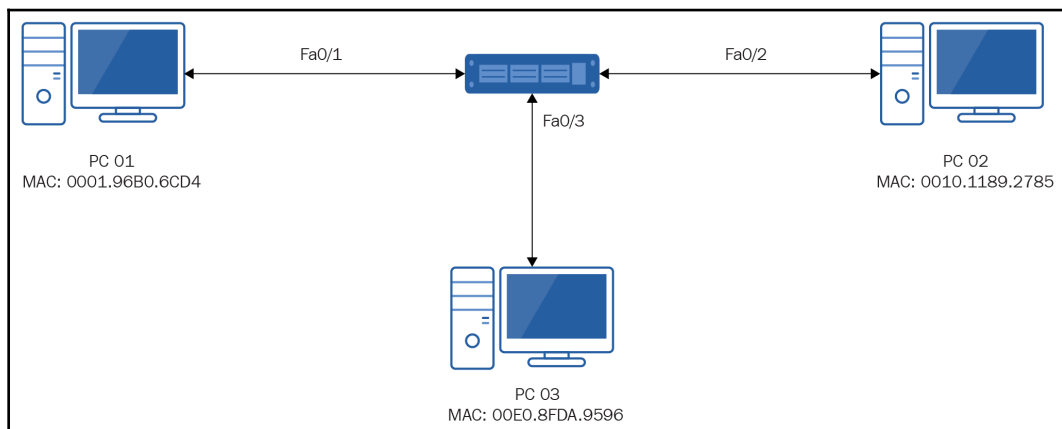 Fa0/1
Fa0/2
Fa0/3
PC 01
MAC: 0001.96B0.6CD4
PC 02
MAC: 0010.1189.2785
PC 03
MAC: 00E0.8FDA.9596